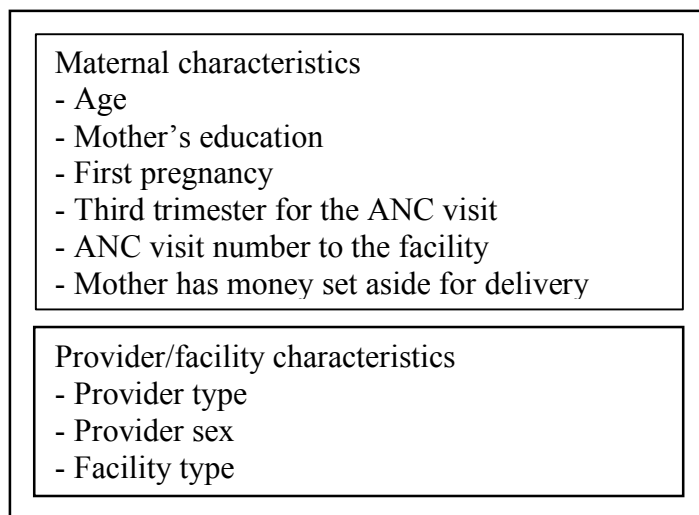 Maternal characteristics
- Age
- Mother’s education
- First pregnancy
- Third trimester for the ANC visit
- ANC visit number to the facility
- Mother has money set aside for delivery
Provider/facility characteristics
- Provider type
- Provider sex
- Facility type